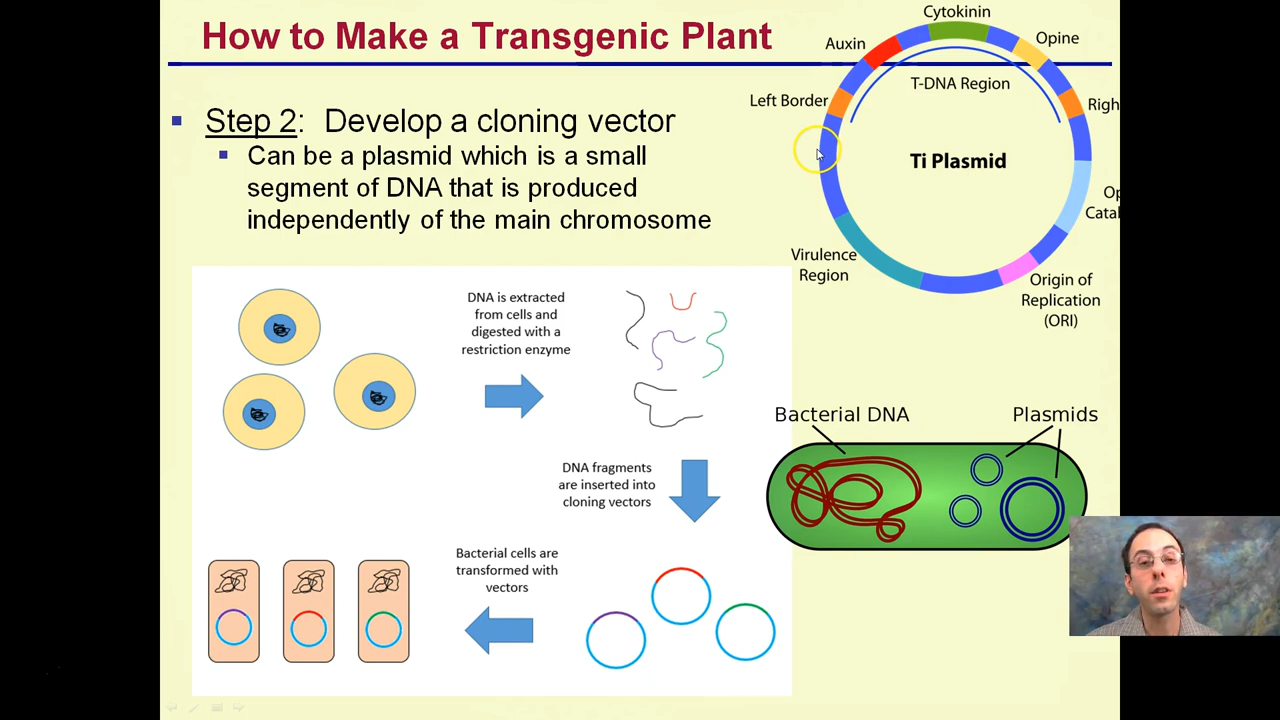 How to Make a Transgenic Plant
Step 2: Develop a cloning vector
Can be a plasmid which is a small
segment of DNA that is produced
independently of the main chromosome
Cytokinin
Auxin
Opine
T-DNA Region
Left Border
Righ
Ti Plasmid
Op
Catal
Virulence
Region
Origin of
Replication
(ORI)
DNA is extracted
from cells and
digested with a
restriction enzyme
DNA fragments
are inserted into
cloning vectors
Bacterial cells are
transformed with
vectors
Bacterial DNA
Plasmids